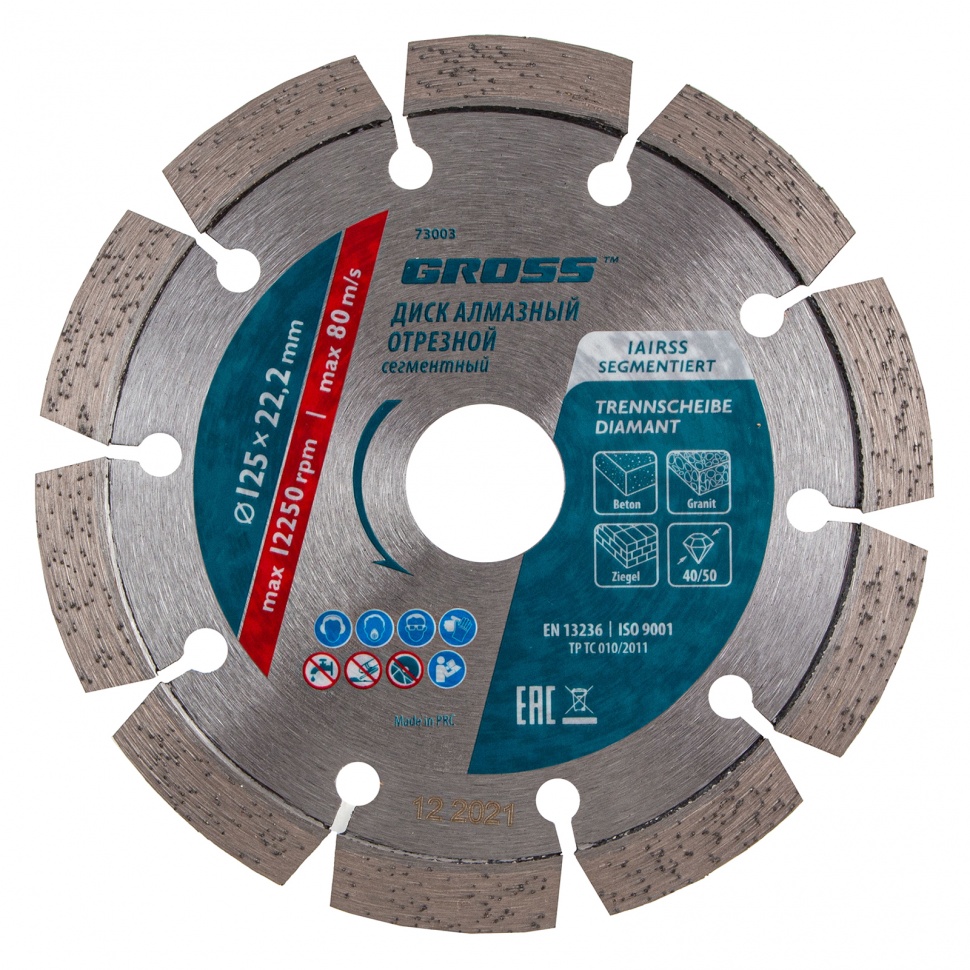 73003
GROSS™
ДИСК АЛМАЗНЫЙ
ОТРЕЗНОЙ
сегментный
Ø 125 × 22,2 mm
max 12250 rpm | max 80 m/s
IAIRSS
SEGMENTIERT
TRENNSCHEIBE
DIAMANT
Beton
Granit
Ziegel
40/50
EN 13236 | ISO 9001
ТР ТС 010/2011
EAC
Made in PRC
12 2021